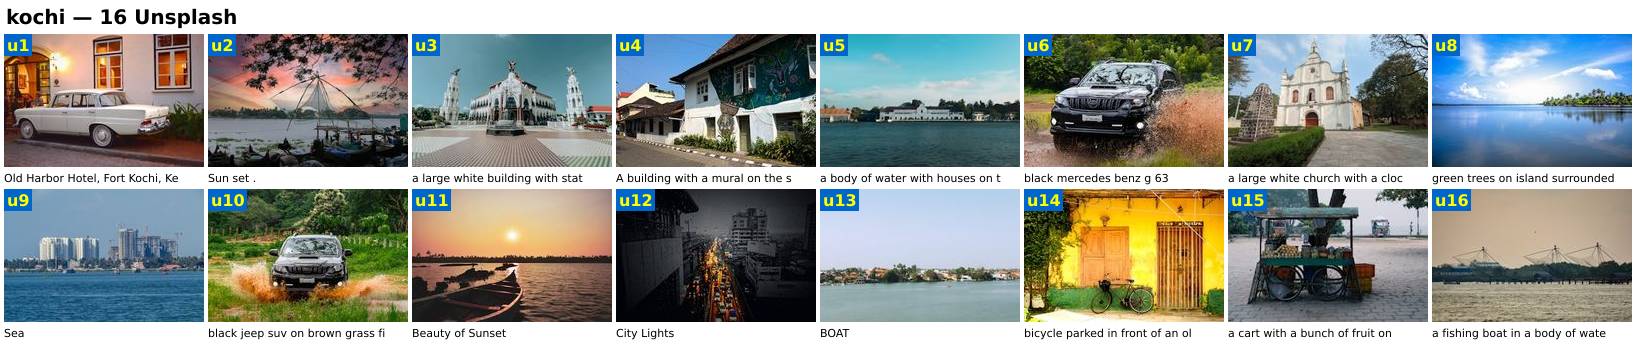 kochi — 16 Unsplash
u1
u2
u3
u4
u5
u6
u7
u8
Old Harbor Hotel, Fort Kochi, Ke
Sun set .
a large white building with stat
A building with a mural on the s
a body of water with houses on t
black mercedes benz g 63
a large white church with a cloc
green trees on island surrounded
u9
u10
u11
u12
u13
u14
u15
u16
Sea
black jeep suv on brown grass fi
Beauty of Sunset
City Lights
BOAT
bicycle parked in front of an ol
a cart with a bunch of fruit on
a fishing boat in a body of wate